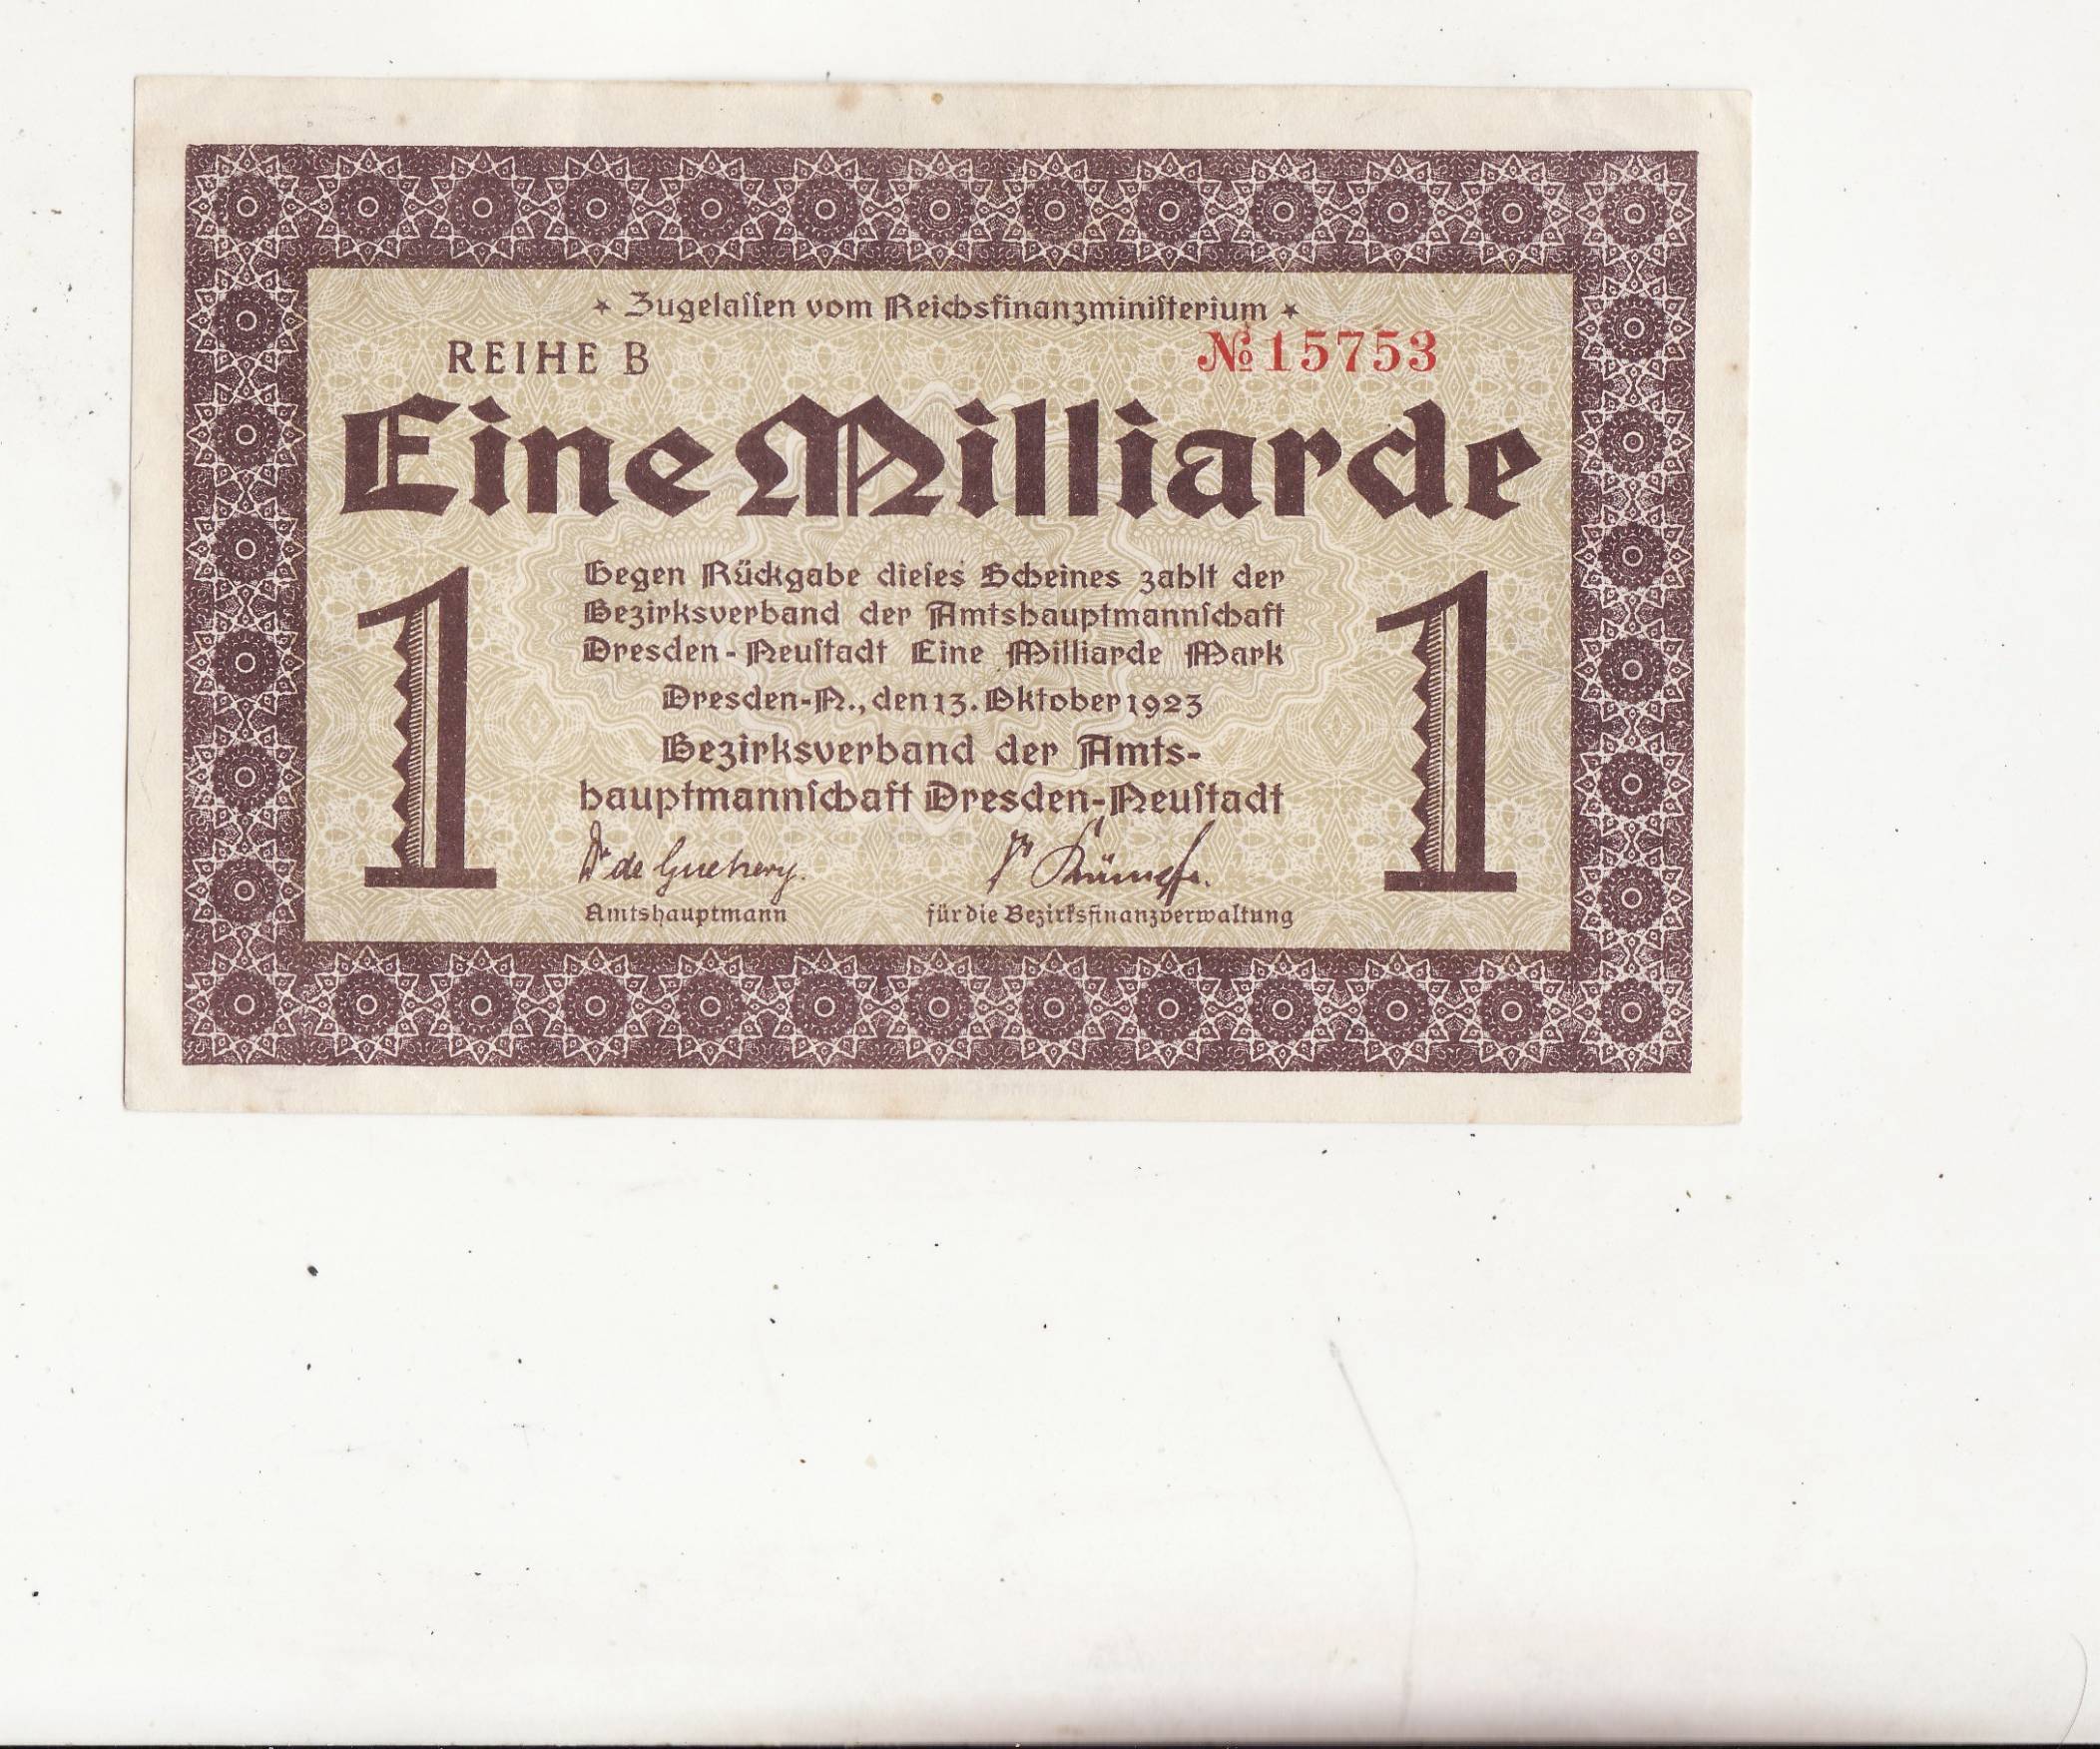 * Zugelassen vom Reichsfinanzministerium *
REIHE B № 15753
Eine Milliarde
1 1
Gegen Rückgabe dieses Scheines zahlt der
Bezirksverband der Amtshauptmannschaft
Dresden-Neustadt Eine Milliarde Mark
Dresden-N., den 13. Oktober 1923
Bezirksverband der Amts-
hauptmannschaft Dresden-Neustadt
Dr de
Amtshauptmann für die Bezirksfinanzverwaltung